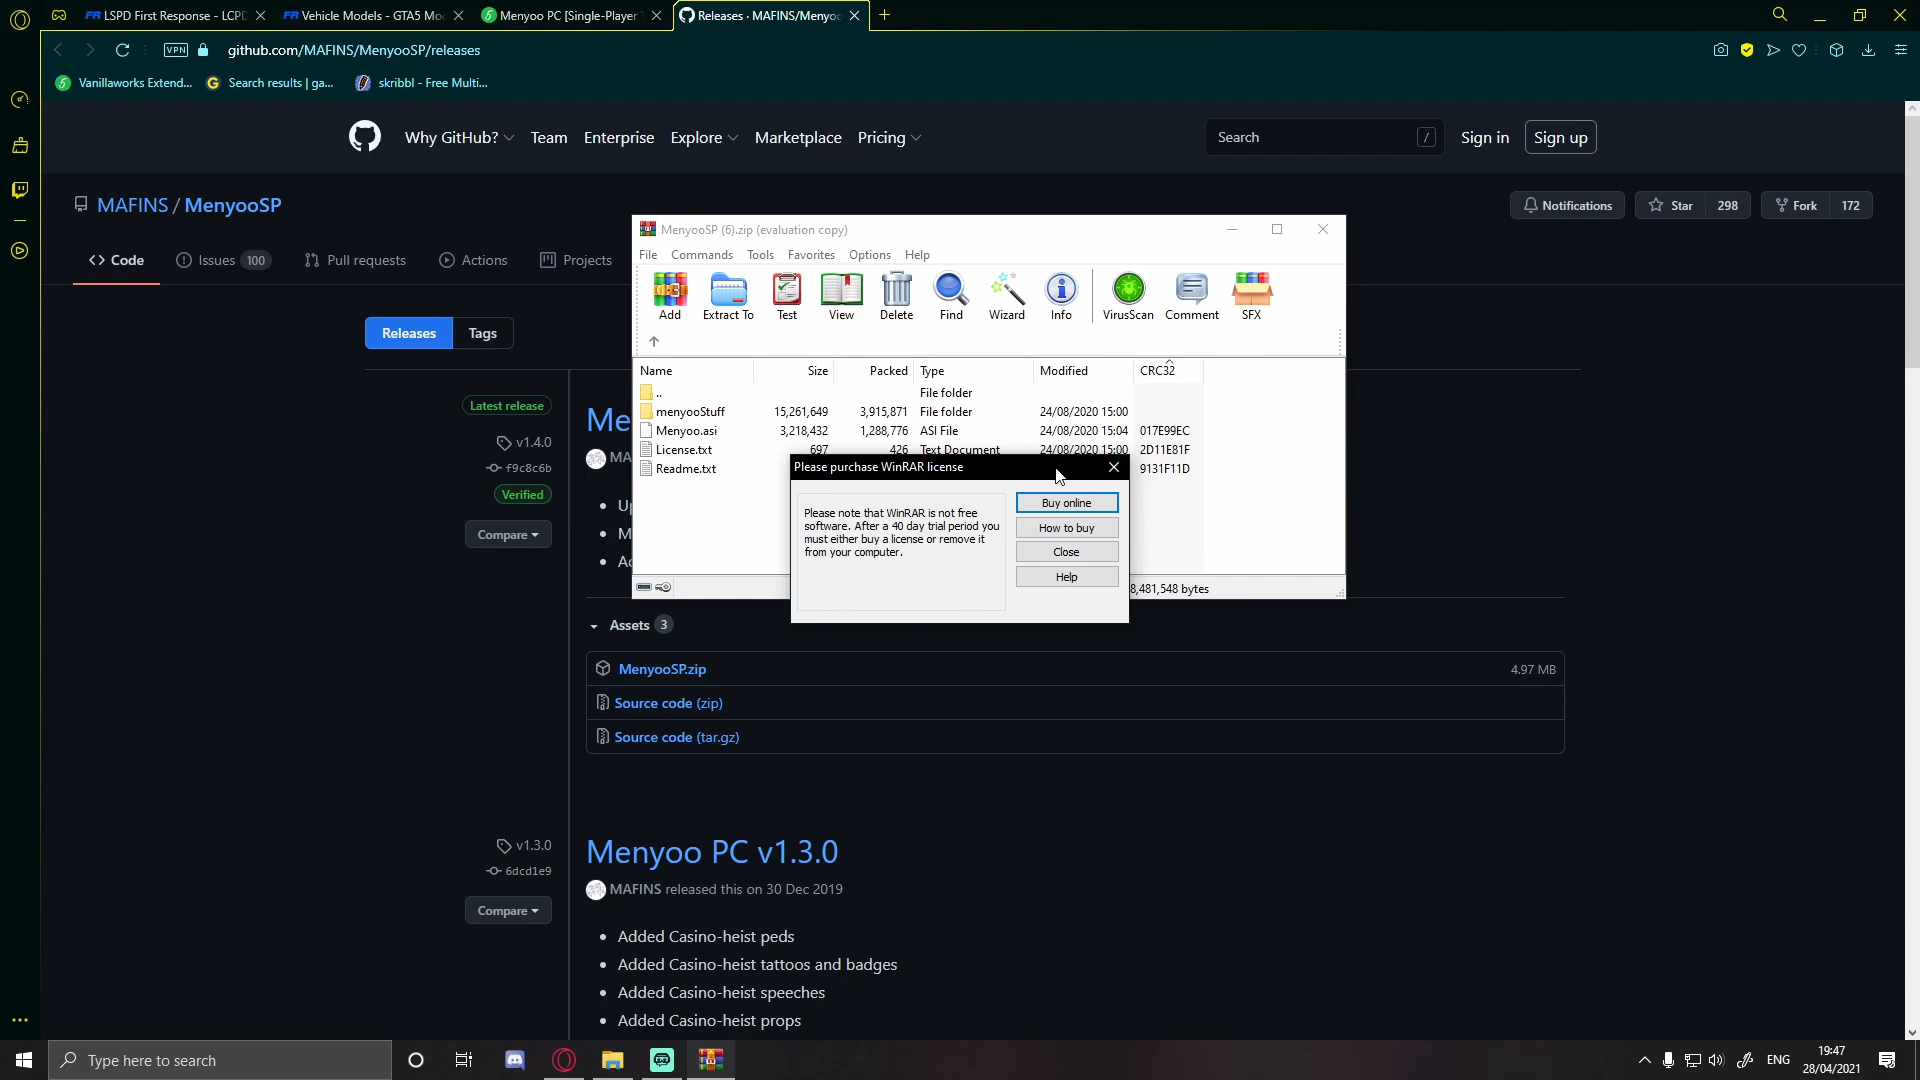 LSPD First Response - LCPD
Vehicle Models - GTA5 Mo
Menyoo PC [Single-Player
Releases · MAFINS/Menyoo
VPN
github.com/MAFINS/MenyooSP/releases
Vanillaworks Extend...
Search results | ga...
skribbl - Free Multi...
Why GitHub?
Team
Enterprise
Explore
Marketplace
Pricing
Search
/
Sign in
Sign up
MAFINS / MenyooSP
Notifications
Star 298
Fork 172
Code
Issues 100
Pull requests
Actions
Projects
Releases
Tags
Latest release
v1.4.0
f9c8c6b
Verified
Compare
Me
MA
M
MenyooSP (6).zip (evaluation copy)
File Commands Tools Favorites Options Help
Add
Extract To
Test
View
Delete
Find
Wizard
Info
VirusScan
Comment
SFX
Name Size Packed Type Modified CRC32
.. File folder
menyooStuff 15,261,649 3,915,871 File folder 24/08/2020 15:00
Menyoo.asi 3,218,432 1,288,776 ASI File 24/08/2020 15:04 017E99EC
License.txt 697 426 Text Document 24/08/2020 15:00 2D11E81F
Readme.txt 9131F11D
8,481,548 bytes
Please purchase WinRAR license
Please note that WinRAR is not free
software. After a 40 day trial period you
must either buy a license or remove it
from your computer.
Buy online
How to buy
Close
Help
Assets 3
MenyooSP.zip 4.97 MB
Source code (zip)
Source code (tar.gz)
v1.3.0
6dcd1e9
Compare
Menyoo PC v1.3.0
MAFINS released this on 30 Dec 2019
Added Casino-heist peds
Added Casino-heist tattoos and badges
Added Casino-heist speeches
Added Casino-heist props
Type here to search
ENG
19:47
28/04/2021